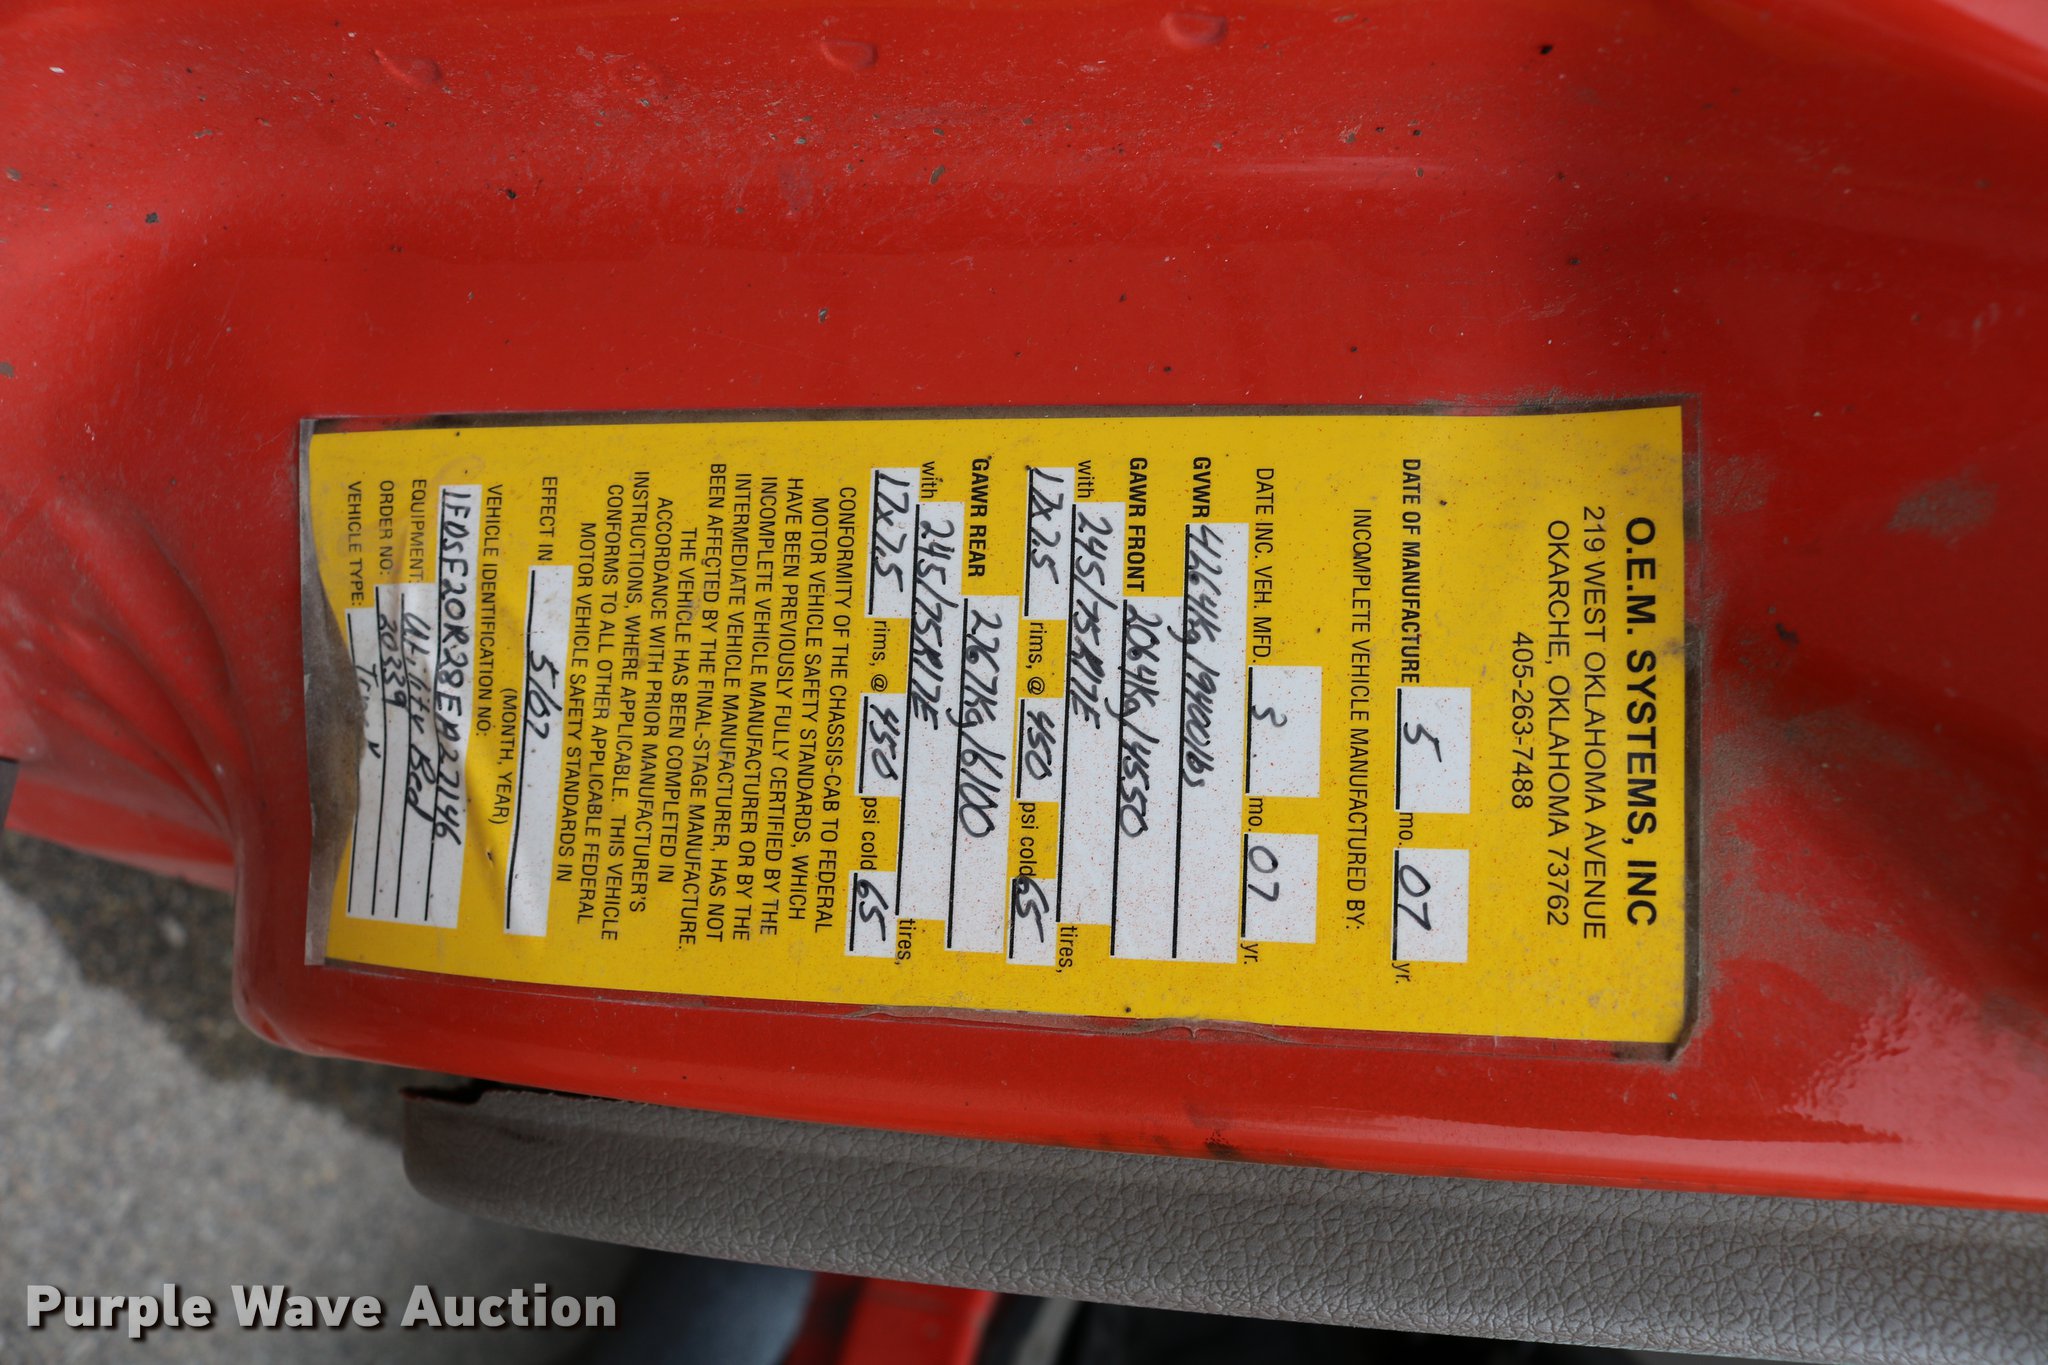 O.E.M. SYSTEMS, INC
219 WEST OKLAHOMA AVENUE
OKARCHE, OKLAHOMA 73762
405-263-7488
DATE OF MANUFACTURE 5 mo. 07 yr.
INCOMPLETE VEHICLE MANUFACTURED BY:
DATE INC. VEH. MFD. 3 mo. 07 yr.
GVWR 4264Kg/9400lbs
GAWR FRONT 2064Kg/4550
with 245/75R17E tires,
17x7.5 rims, @ 450 psi cold 65
GAWR REAR 2767Kg/6100
with 245/75R17E tires,
17x7.5 rims, @ 450 psi cold 65
CONFORMITY OF THE CHASSIS-CAB TO FEDERAL
MOTOR VEHICLE SAFETY STANDARDS, WHICH
HAVE BEEN PREVIOUSLY FULLY CERTIFIED BY THE
INCOMPLETE VEHICLE MANUFACTURER OR BY THE
INTERMEDIATE VEHICLE MANUFACTURER, HAS NOT
BEEN AFFECTED BY THE FINAL-STAGE MANUFACTURE.
THE VEHICLE HAS BEEN COMPLETED IN
ACCORDANCE WITH PRIOR MANUFACTURER'S
INSTRUCTIONS, WHERE APPLICABLE. THIS VEHICLE
CONFORMS TO ALL OTHER APPLICABLE FEDERAL
MOTOR VEHICLE SAFETY STANDARDS IN
EFFECT IN 5/07.
(MONTH, YEAR)
VEHICLE IDENTIFICATION NO:
1FDSE20R28EA27146
EQUIPMENT: Utility Bed
ORDER NO: 20339
VEHICLE TYPE:
Purple Wave Auction